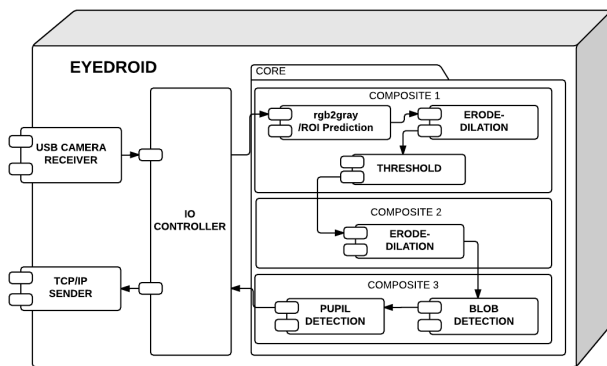 EYEDROID
CORE
COMPOSITE 1
rgb2gray
/ROI Prediction
ERODE-
DILATION
THRESHOLD
USB CAMERA
RECEIVER
IO
CONTROLLER
COMPOSITE 2
ERODE-
DILATION
TCP/IP
SENDER
COMPOSITE 3
PUPIL
DETECTION
BLOB
DETECTION